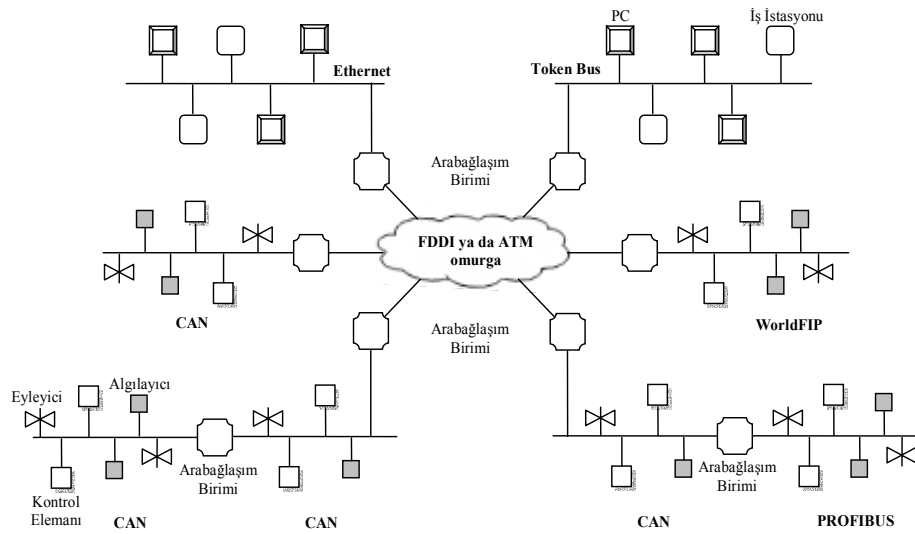 PC
İş İstasyonu
Ethernet
Token Bus
Arabağlaşım
Birimi
FDDI ya da ATM
omurga
CAN
WorldFIP
Arabağlaşım
Birimi
Eyleyici
Algılayıcı
Arabağlaşım
Birimi
Arabağlaşım
Birimi
Kontrol
Elemanı
CAN
CAN
CAN
PROFIBUS